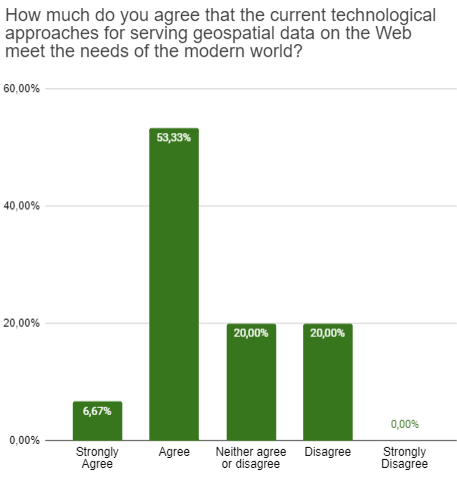 How much do you agree that the current technological
approaches for serving geospatial data on the Web
meet the needs of the modern world?
60,00%
53,33%
40,00%
20,00%
20,00%
20,00%
6,67%
0,00%
0,00%
Strongly
Agree
Agree
Neither agree
or disagree
Disagree
Strongly
Disagree